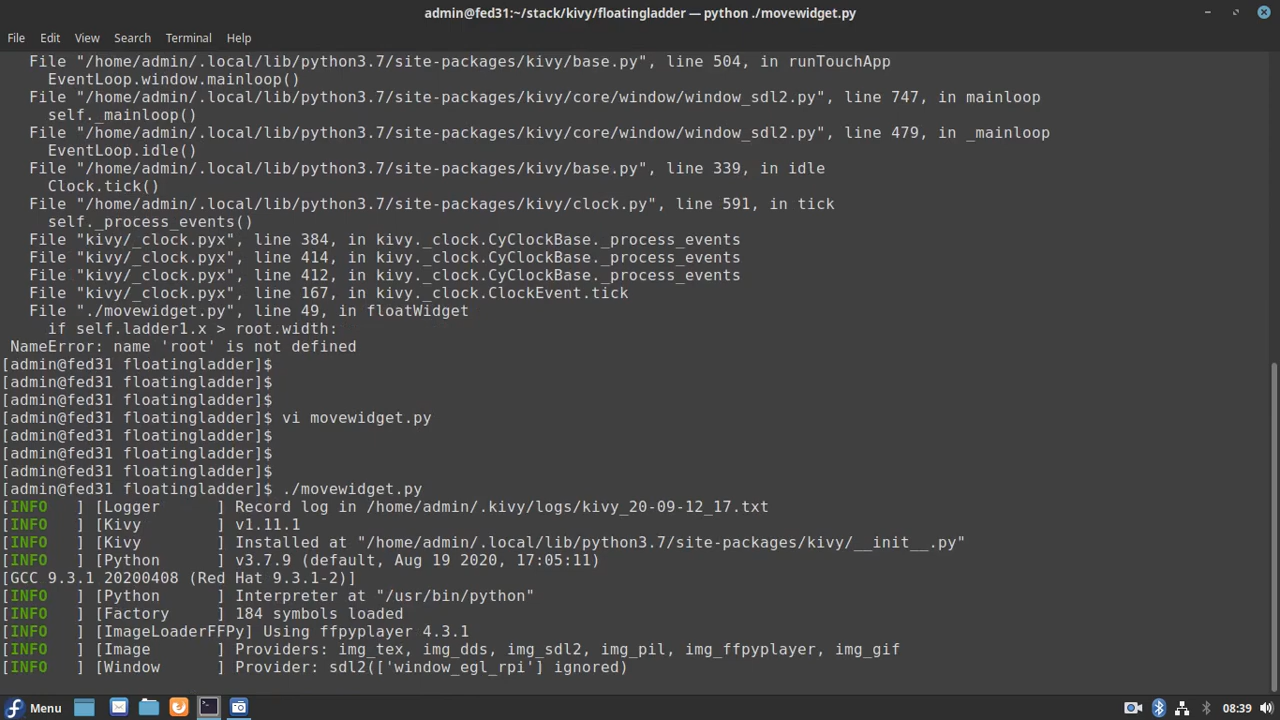 admin@fed31:~/stack/kivy/floatingladder — python ./movewidget.py
File Edit View Search Terminal Help
File "/home/admin/.local/lib/python3.7/site-packages/kivy/base.py", line 504, in runTouchApp
EventLoop.window.mainloop()
File "/home/admin/.local/lib/python3.7/site-packages/kivy/core/window/window_sdl2.py", line 747, in mainloop
self._mainloop()
File "/home/admin/.local/lib/python3.7/site-packages/kivy/core/window/window_sdl2.py", line 479, in _mainloop
EventLoop.idle()
File "/home/admin/.local/lib/python3.7/site-packages/kivy/base.py", line 339, in idle
Clock.tick()
File "/home/admin/.local/lib/python3.7/site-packages/kivy/clock.py", line 591, in tick
self._process_events()
File "kivy/_clock.pyx", line 384, in kivy._clock.CyClockBase._process_events
File "kivy/_clock.pyx", line 414, in kivy._clock.CyClockBase._process_events
File "kivy/_clock.pyx", line 412, in kivy._clock.CyClockBase._process_events
File "kivy/_clock.pyx", line 167, in kivy._clock.ClockEvent.tick
File "./movewidget.py", line 49, in floatWidget
if self.ladder1.x > root.width:
NameError: name 'root' is not defined
[admin@fed31 floatingladder]$
[admin@fed31 floatingladder]$
[admin@fed31 floatingladder]$
[admin@fed31 floatingladder]$ vi movewidget.py
[admin@fed31 floatingladder]$
[admin@fed31 floatingladder]$
[admin@fed31 floatingladder]$
[admin@fed31 floatingladder]$ ./movewidget.py
[INFO   ] [Logger      ] Record log in /home/admin/.kivy/logs/kivy_20-09-12_17.txt
[INFO   ] [Kivy        ] v1.11.1
[INFO   ] [Kivy        ] Installed at "/home/admin/.local/lib/python3.7/site-packages/kivy/__init__.py"
[INFO   ] [Python      ] v3.7.9 (default, Aug 19 2020, 17:05:11)
[GCC 9.3.1 20200408 (Red Hat 9.3.1-2)]
[INFO   ] [Python      ] Interpreter at "/usr/bin/python"
[INFO   ] [Factory     ] 184 symbols loaded
[INFO   ] [ImageLoaderFFPy] Using ffpyplayer 4.3.1
[INFO   ] [Image       ] Providers: img_tex, img_dds, img_sdl2, img_pil, img_ffpyplayer, img_gif
[INFO   ] [Window      ] Provider: sdl2(['window_egl_rpi'] ignored)
Menu 08:39